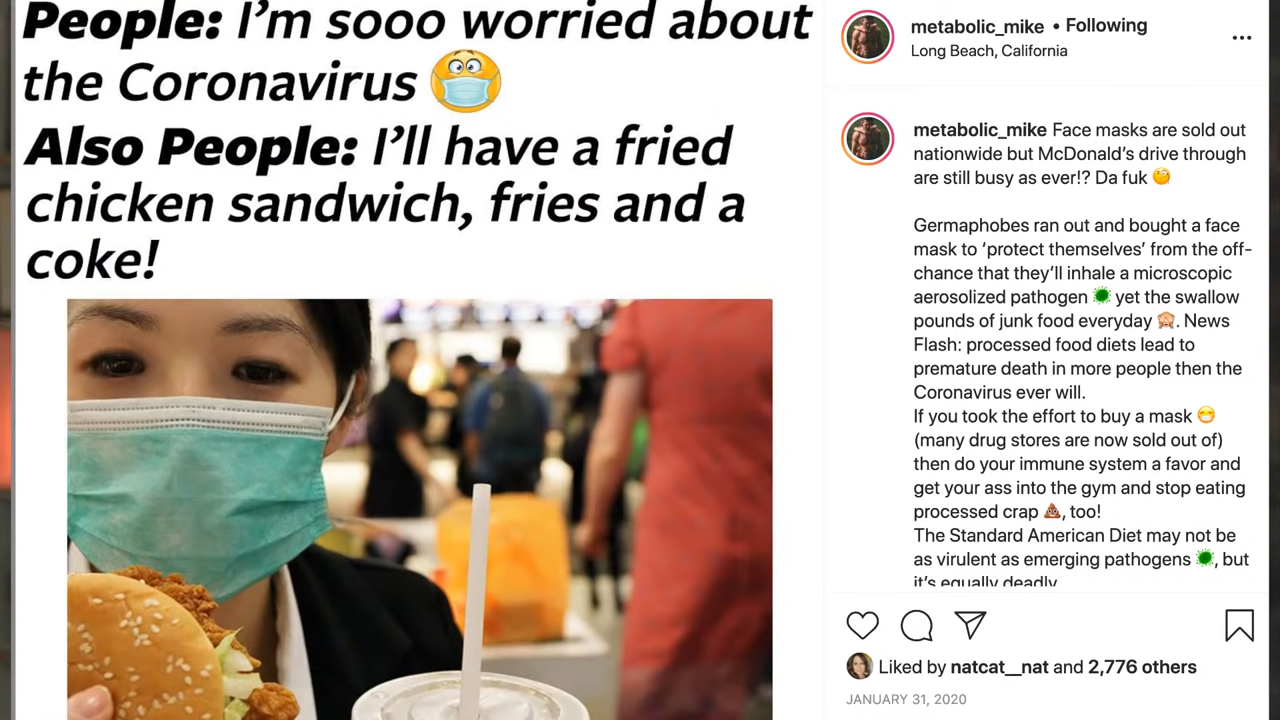 People: I'm sooo worried about
the Coronavirus 😷
Also People: I'll have a fried
chicken sandwich, fries and a
coke!
metabolic_mike • Following
Long Beach, California
metabolic_mike Face masks are sold out
nationwide but McDonald's drive through
are still busy as ever!? Da fuk 🧐
Germaphobes ran out and bought a face
mask to 'protect themselves' from the off-
chance that they'll inhale a microscopic
aerosolized pathogen 🦠 yet the swallow
pounds of junk food everyday 🙈. News
Flash: processed food diets lead to
premature death in more people then the
Coronavirus ever will.
If you took the effort to buy a mask 😷
(many drug stores are now sold out of)
then do your immune system a favor and
get your ass into the gym and stop eating
processed crap 💩, too!
The Standard American Diet may not be
as virulent as emerging pathogens 🦠, but
it's equally deadly
Liked by natcat__nat and 2,776 others
JANUARY 31, 2020